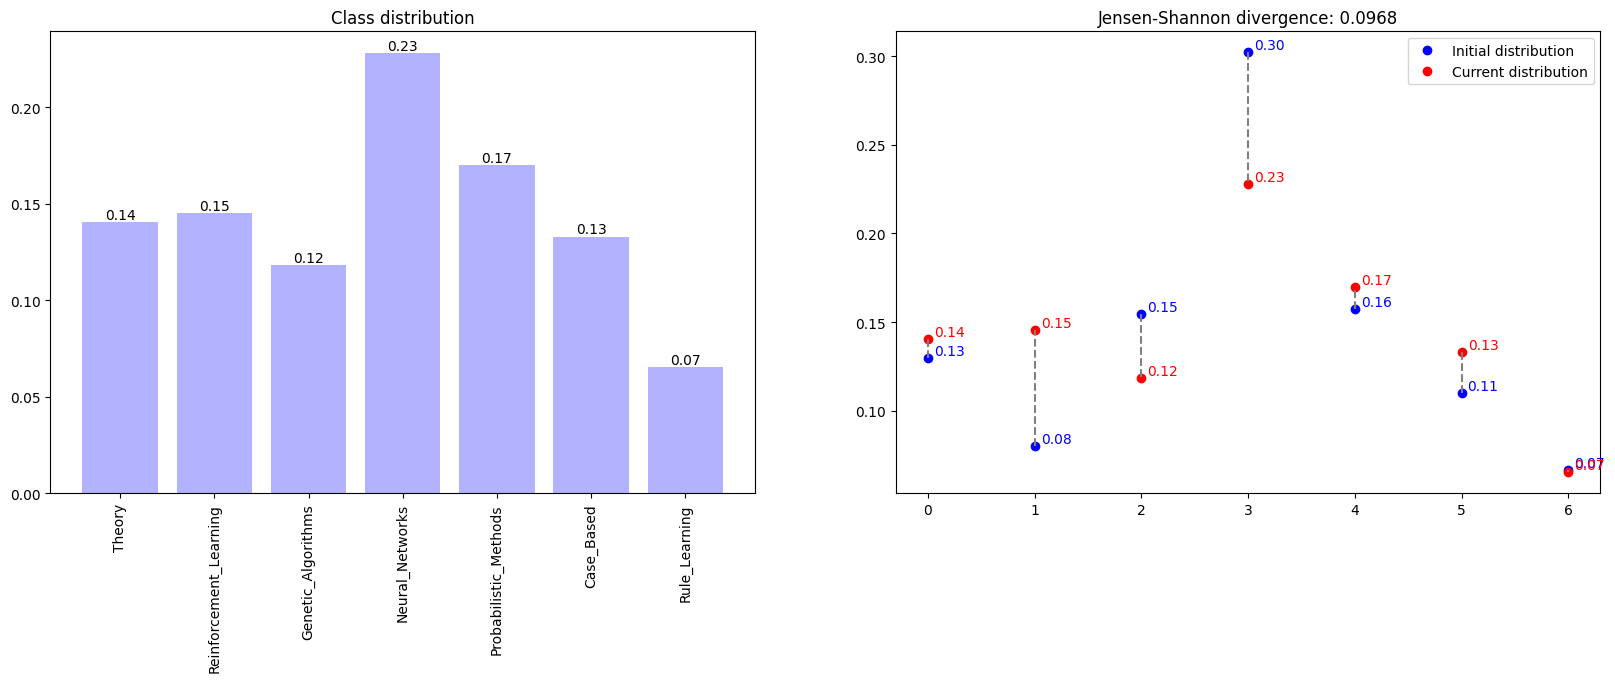 Class distribution
0.23
0.17
0.15
0.14
0.13
0.12
0.07
0.20
0.15
0.10
0.05
0.00
Theory
Reinforcement_Learning
Genetic_Algorithms
Neural_Networks
Probabilistic_Methods
Case_Based
Rule_Learning
Jensen-Shannon divergence: 0.0968
Initial distribution
Current distribution
0.30
0.25
0.20
0.15
0.10
0.14
0.13
0.15
0.08
0.15
0.12
0.30
0.23
0.17
0.16
0.13
0.11
0.07
0.07
0 1 2 3 4 5 6